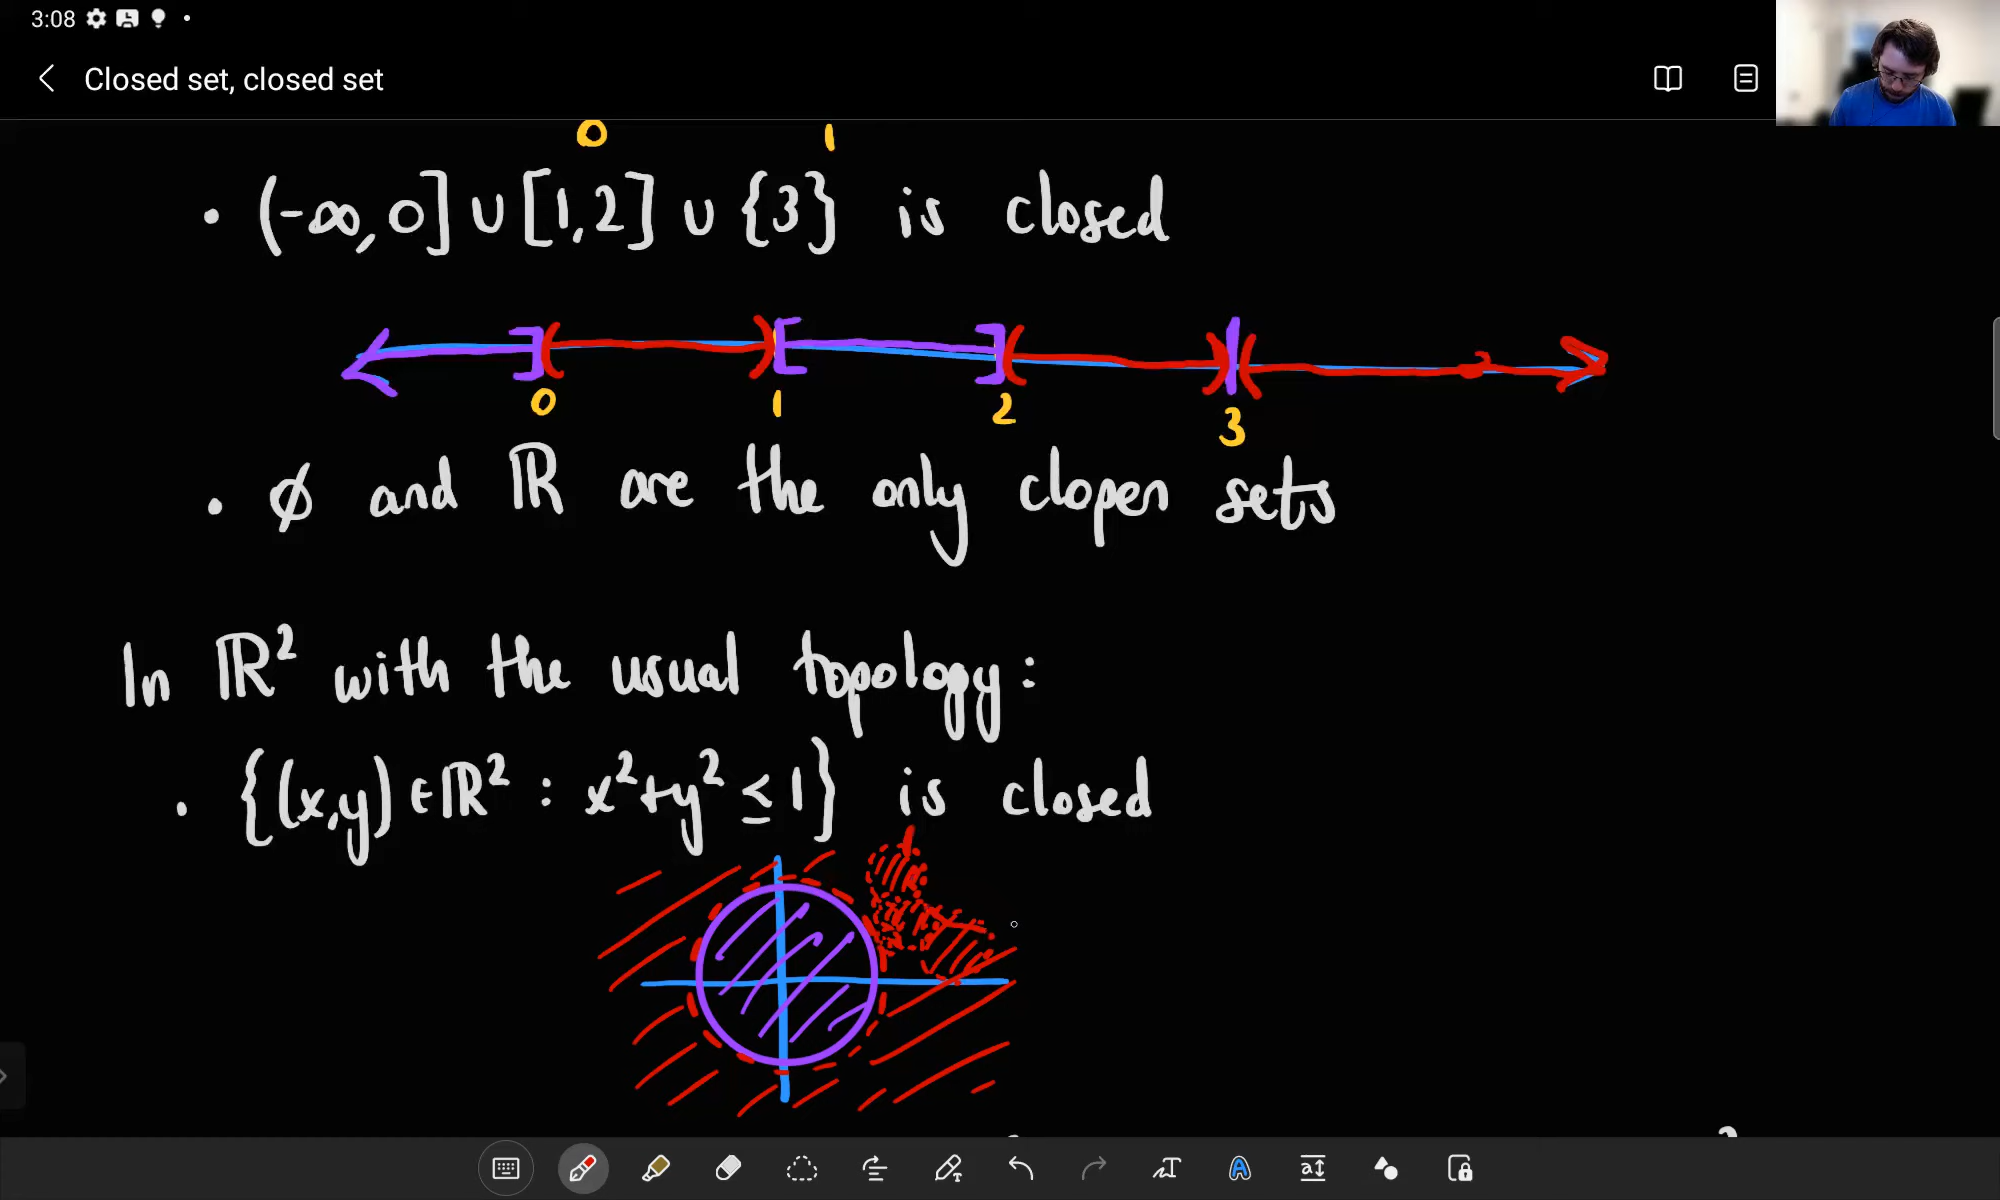 3:08
Closed set, closed set
0 1
• (-∞, 0] ∪ [1,2] ∪ {3} is closed
0 1 2 3
• ∅ and ℝ are the only clopen sets
In ℝ² with the usual topology:
• {(x,y) ∈ ℝ² : x²+y² ≤ 1} is closed